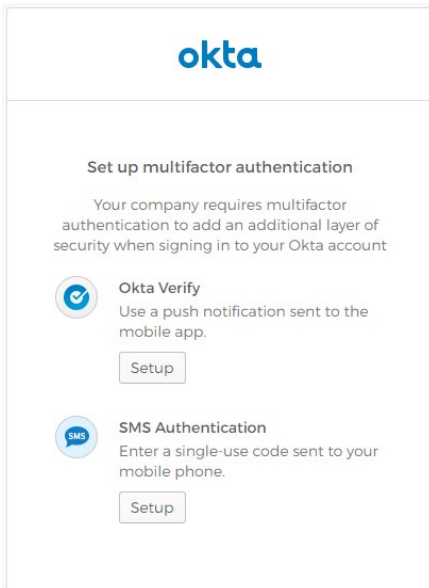 okta
Set up multifactor authentication
Your company requires multifactor
authentication to add an additional layer of
security when signing in to your Okta account
Okta Verify
Use a push notification sent to the
mobile app.
Setup
SMS
SMS Authentication
Enter a single-use code sent to your
mobile phone.
Setup